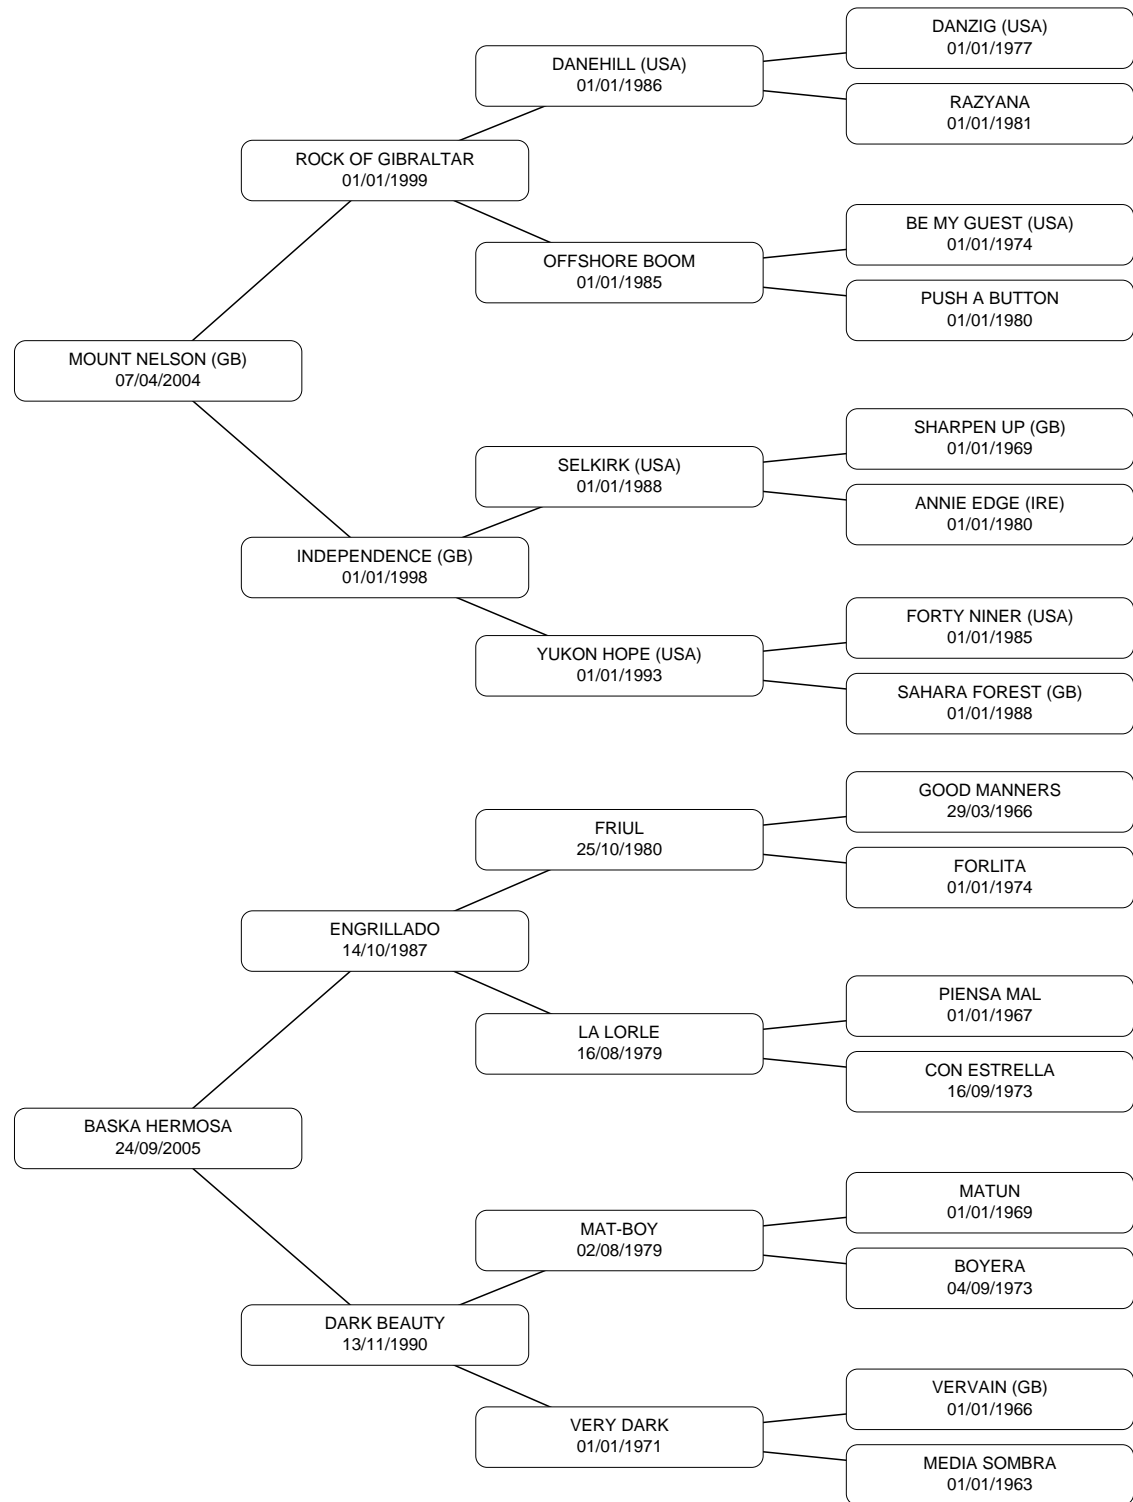 DANZIG (USA)
01/01/1977
DANEHILL (USA)
01/01/1986
RAZYANA
01/01/1981
ROCK OF GIBRALTAR
01/01/1999
BE MY GUEST (USA)
01/01/1974
OFFSHORE BOOM
01/01/1985
PUSH A BUTTON
01/01/1980
MOUNT NELSON (GB)
07/04/2004
SHARPEN UP (GB)
01/01/1969
SELKIRK (USA)
01/01/1988
ANNIE EDGE (IRE)
01/01/1980
INDEPENDENCE (GB)
01/01/1998
FORTY NINER (USA)
01/01/1985
YUKON HOPE (USA)
01/01/1993
SAHARA FOREST (GB)
01/01/1988
GOOD MANNERS
29/03/1966
FRIUL
25/10/1980
FORLITA
01/01/1974
ENGRILLADO
14/10/1987
PIENSA MAL
01/01/1967
LA LORLE
16/08/1979
CON ESTRELLA
16/09/1973
BASKA HERMOSA
24/09/2005
MATUN
01/01/1969
MAT-BOY
02/08/1979
BOYERA
04/09/1973
DARK BEAUTY
13/11/1990
VERVAIN (GB)
01/01/1966
VERY DARK
01/01/1971
MEDIA SOMBRA
01/01/1963